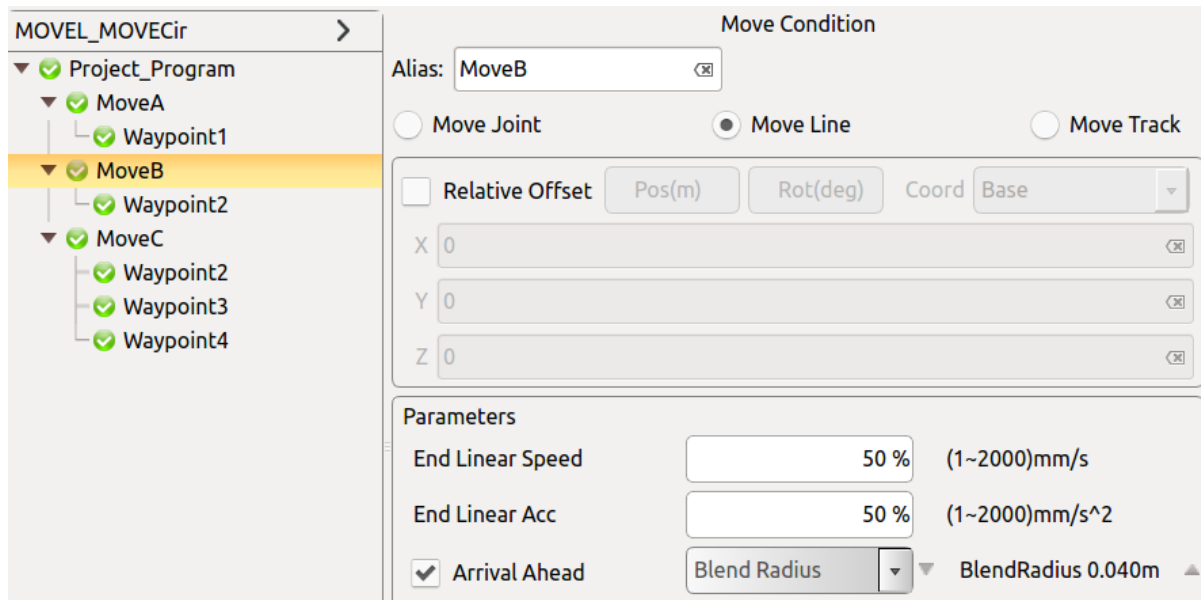 MOVEL_MOVECir
Project_Program
MoveA
Waypoint1
MoveB
Waypoint2
MoveC
Waypoint2
Waypoint3
Waypoint4
Move Condition
Alias: MoveB
Move Joint Move Line Move Track
Relative Offset Pos(m) Rot(deg) Coord Base
X 0
Y 0
Z 0
Parameters
End Linear Speed 50 % (1~2000)mm/s
End Linear Acc 50 % (1~2000)mm/s^2
Arrival Ahead Blend Radius BlendRadius 0.040m